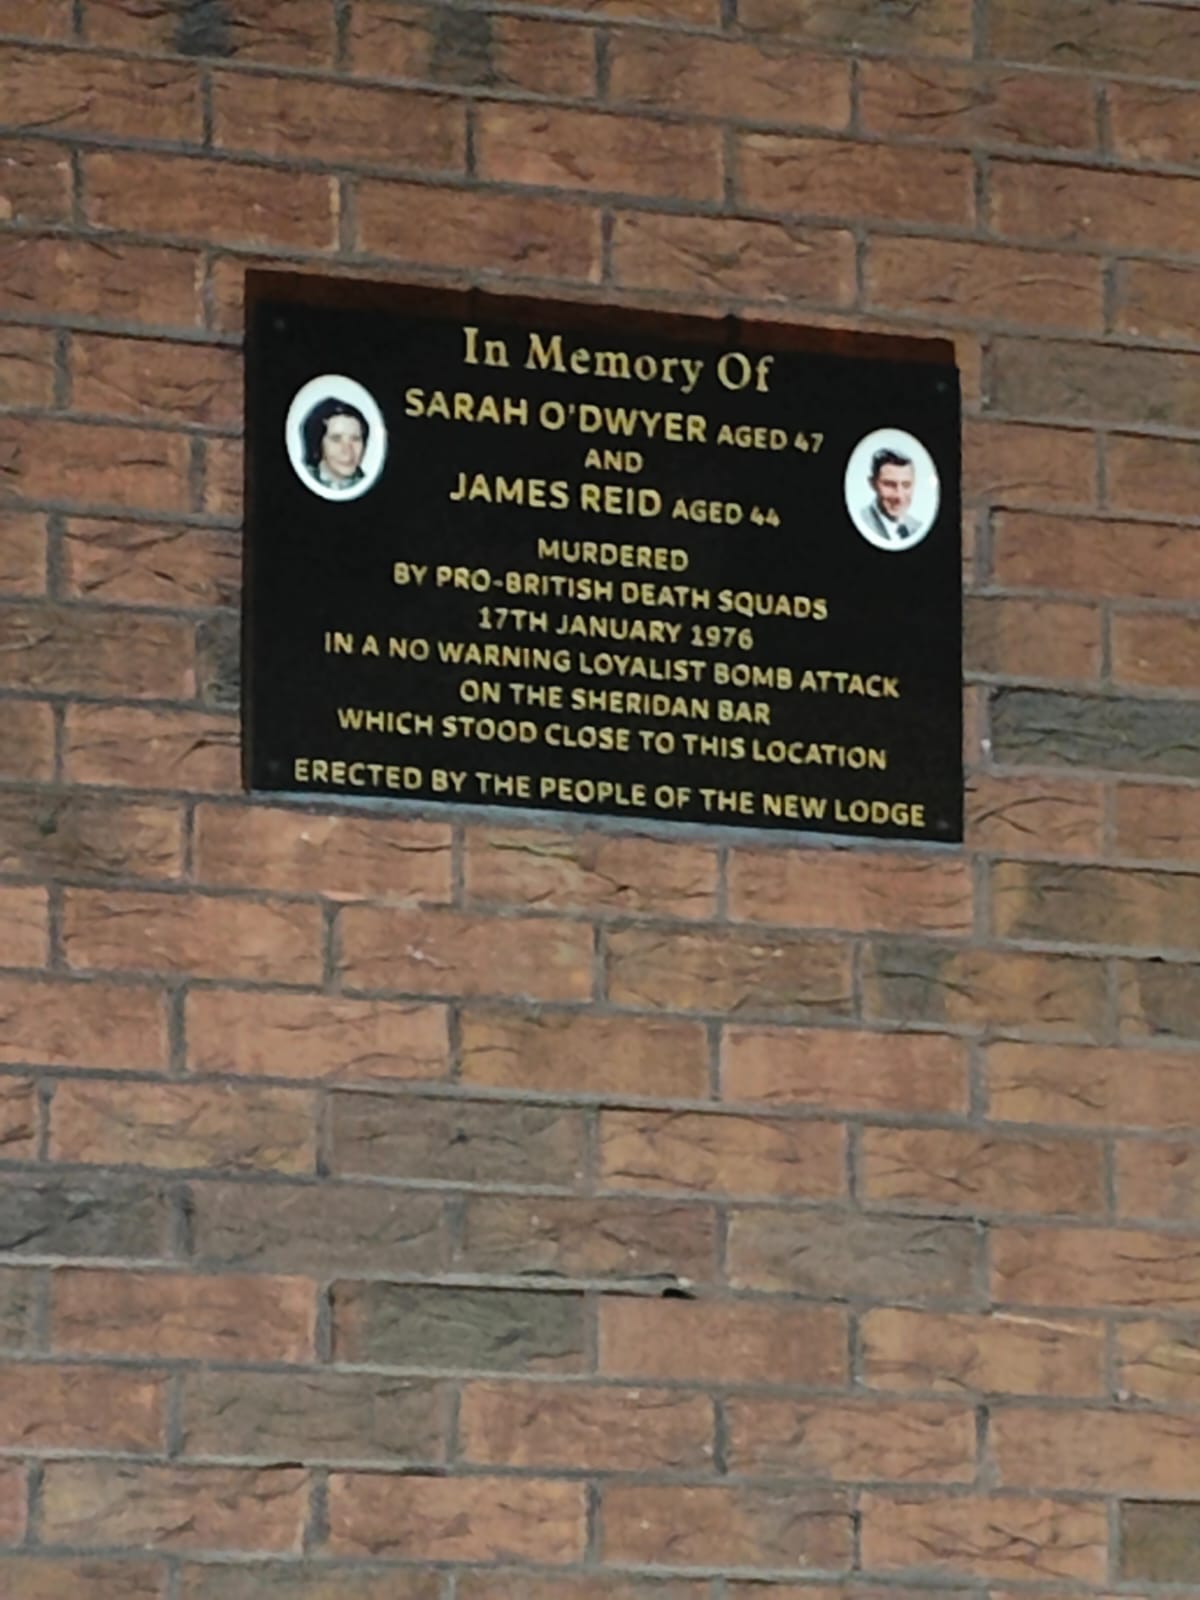 In Memory Of
SARAH O'DWYER AGED 47
AND
JAMES REID AGED 44
MURDERED
BY PRO-BRITISH DEATH SQUADS
17TH JANUARY 1976
IN A NO WARNING LOYALIST BOMB ATTACK
ON THE SHERIDAN BAR
WHICH STOOD CLOSE TO THIS LOCATION
ERECTED BY THE PEOPLE OF THE NEW LODGE